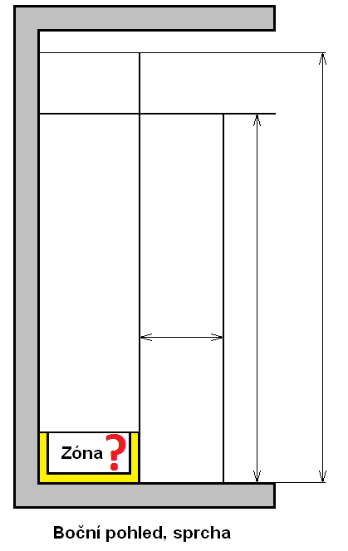 Zóna ?
Boční pohled, sprcha